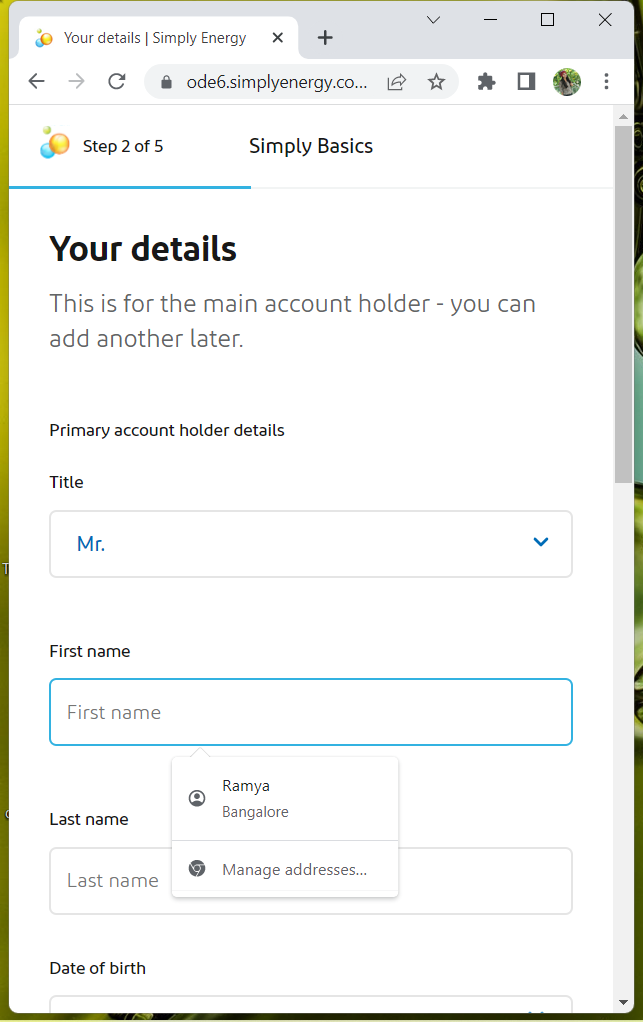 Your details | Simply Energy
ode6.simplyenergy.co...
Step 2 of 5
Simply Basics
Your details
This is for the main account holder - you can
add another later.
Primary account holder details
Title
Mr.
First name
First name
Ramya
Bangalore
Manage addresses...
Last name
Last name
Date of birth